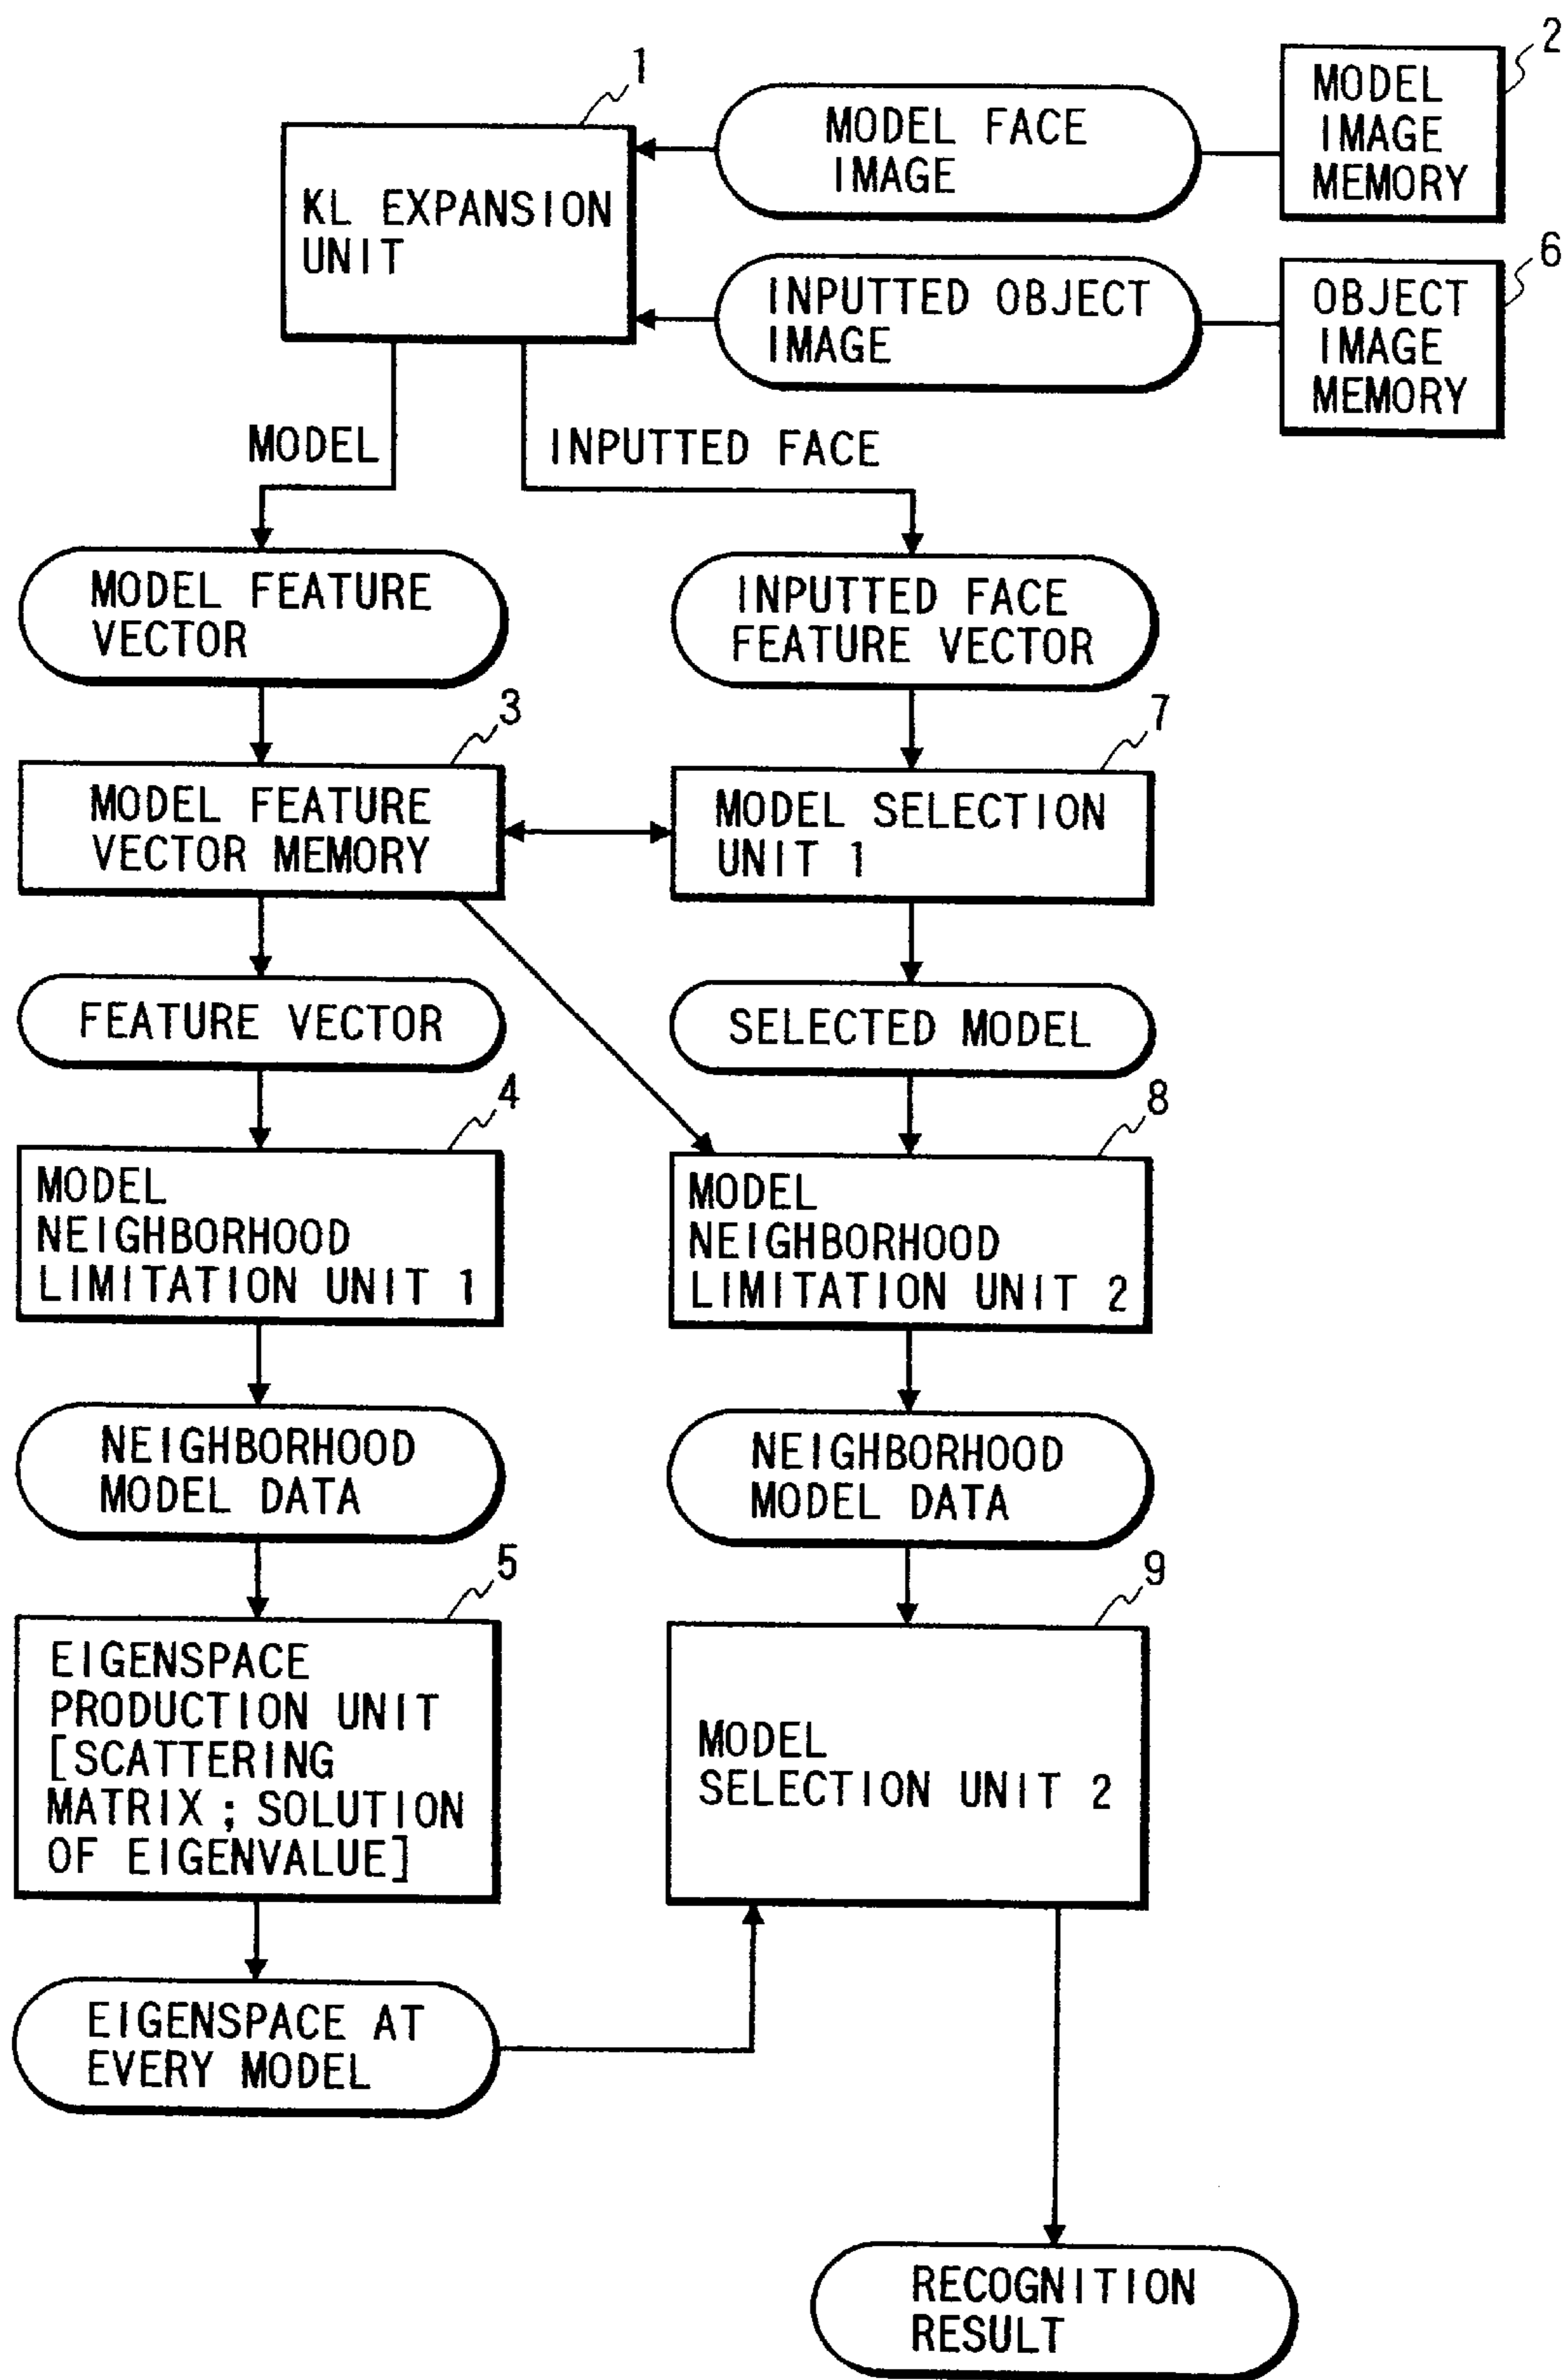 1
2
MODEL FACE
IMAGE
MODEL
IMAGE
MEMORY
KL EXPANSION
UNIT
6
INPUTTED OBJECT
IMAGE
OBJECT
IMAGE
MEMORY
MODEL
INPUTTED FACE
MODEL FEATURE
VECTOR
INPUTTED FACE
FEATURE VECTOR
3
7
MODEL FEATURE
VECTOR MEMORY
MODEL SELECTION
UNIT 1
FEATURE VECTOR
SELECTED MODEL
4
8
MODEL
NEIGHBORHOOD
LIMITATION UNIT 1
MODEL
NEIGHBORHOOD
LIMITATION UNIT 2
NEIGHBORHOOD
MODEL DATA
NEIGHBORHOOD
MODEL DATA
5
9
EIGENSPACE
PRODUCTION UNIT
[SCATTERING
MATRIX ; SOLUTION
OF EIGENVALUE]
MODEL
SELECTION UNIT 2
EIGENSPACE AT
EVERY MODEL
RECOGNITION
RESULT